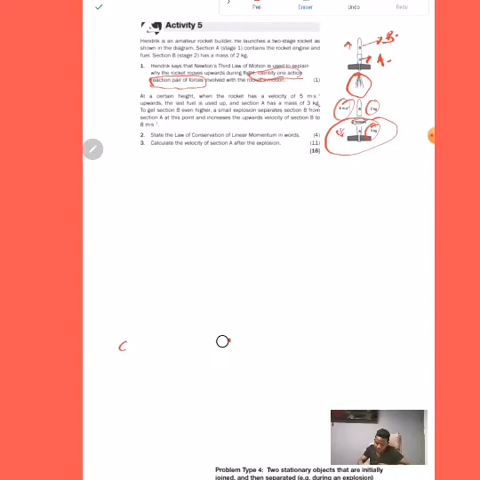 Pen
Eraser
Undo
Redo
Activity 5
Hendrik is an amateur rocket builder. He launches a two-stage rocket as
shown in the diagram. Section A (stage 1) contains the rocket engine and
fuel. Section B (stage 2) has a mass of 2 kg.
1. Hendrik says that Newton's Third Law of Motion is used to explain
why the rocket moves upwards during flight. Identify one action
reaction pair of forces involved with the rocket's motion. (1)
At a certain height, when the rocket has a velocity of 5 m·s⁻¹
upwards, the last fuel is used up, and section A has a mass of 3 kg.
To get section B even higher, a small explosion separates section B from
section A at this point and increases the upwards velocity of section B to
8 m·s⁻¹.
2. State the Law of Conservation of Linear Momentum in words. (4)
3. Calculate the velocity of section A after the explosion. (11)
[16]
B
A
C
Problem Type 4: Two stationary objects that are initially
joined, and then separated (e.g. during an explosion)